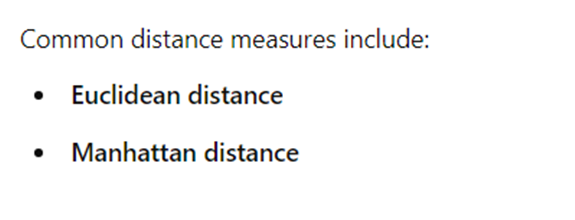 Common distance measures include:
• Euclidean distance
• Manhattan distance